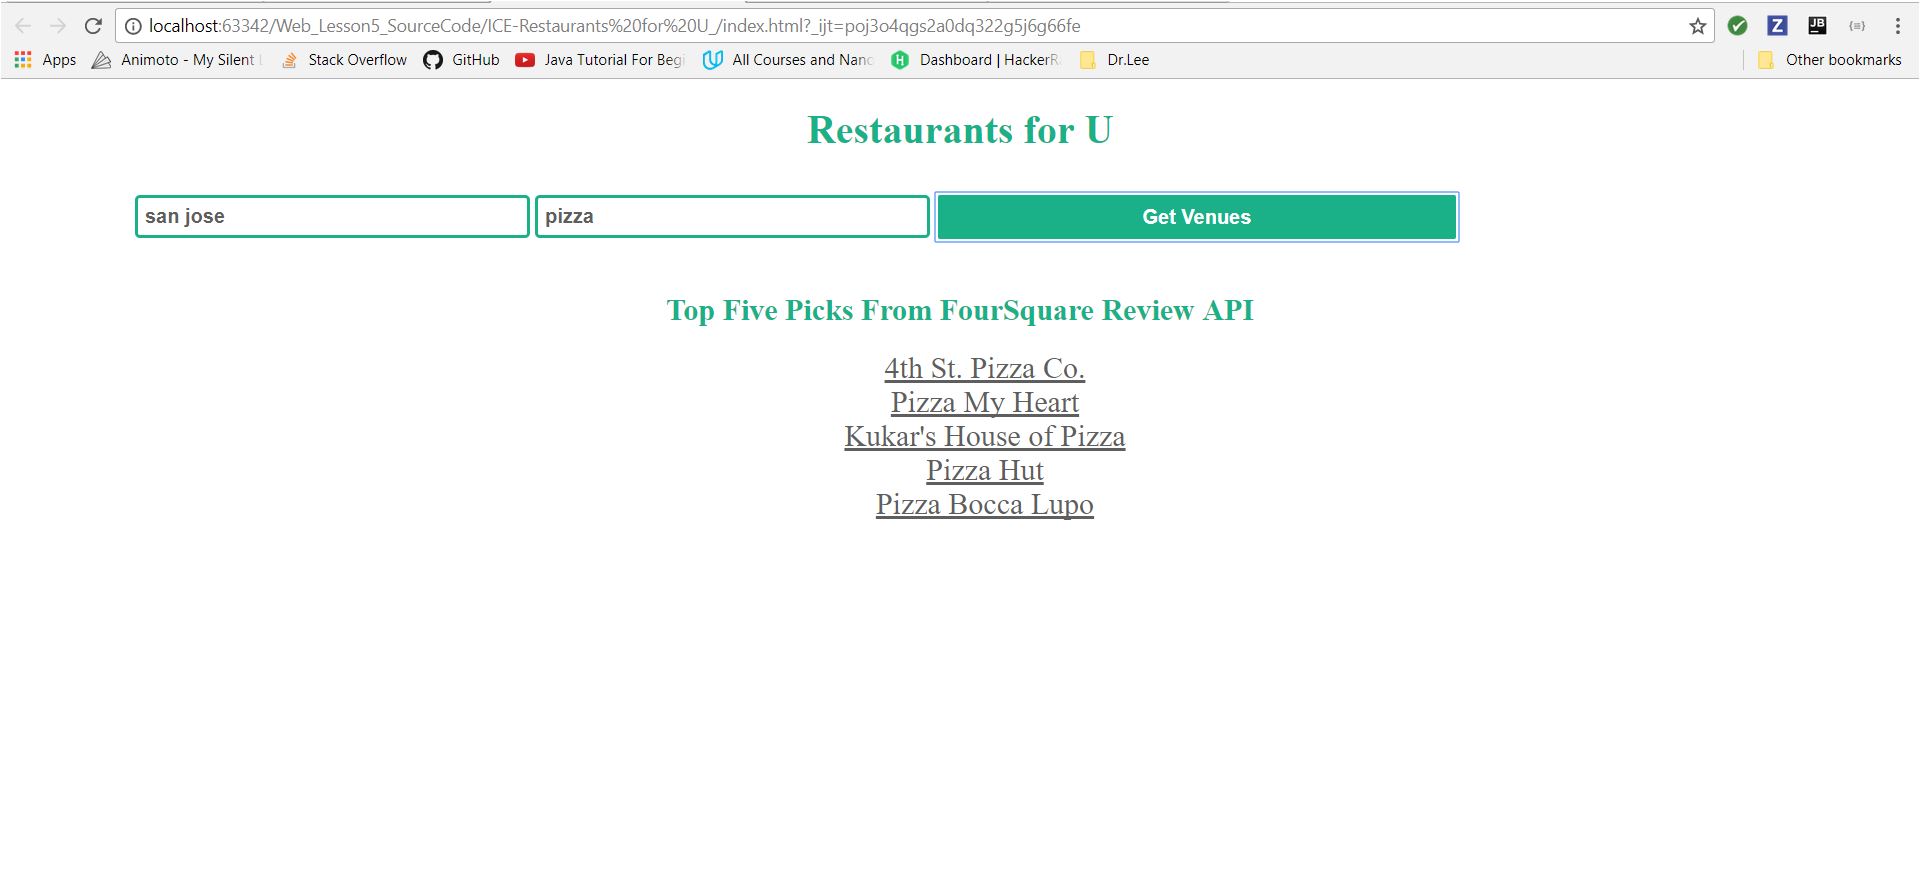 localhost:63342/Web_Lesson5_SourceCode/ICE-Restaurants%20for%20U_/index.html?_ijt=poj3o4qgs2a0dq322g5j6g66fe
Z
JB
Apps Animoto - My Silent Stack Overflow GitHub Java Tutorial For Begi All Courses and Nano Dashboard | HackerR Dr.Lee Other bookmarks
Restaurants for U
san jose pizza Get Venues
Top Five Picks From FourSquare Review API
4th St. Pizza Co.
Pizza My Heart
Kukar's House of Pizza
Pizza Hut
Pizza Bocca Lupo